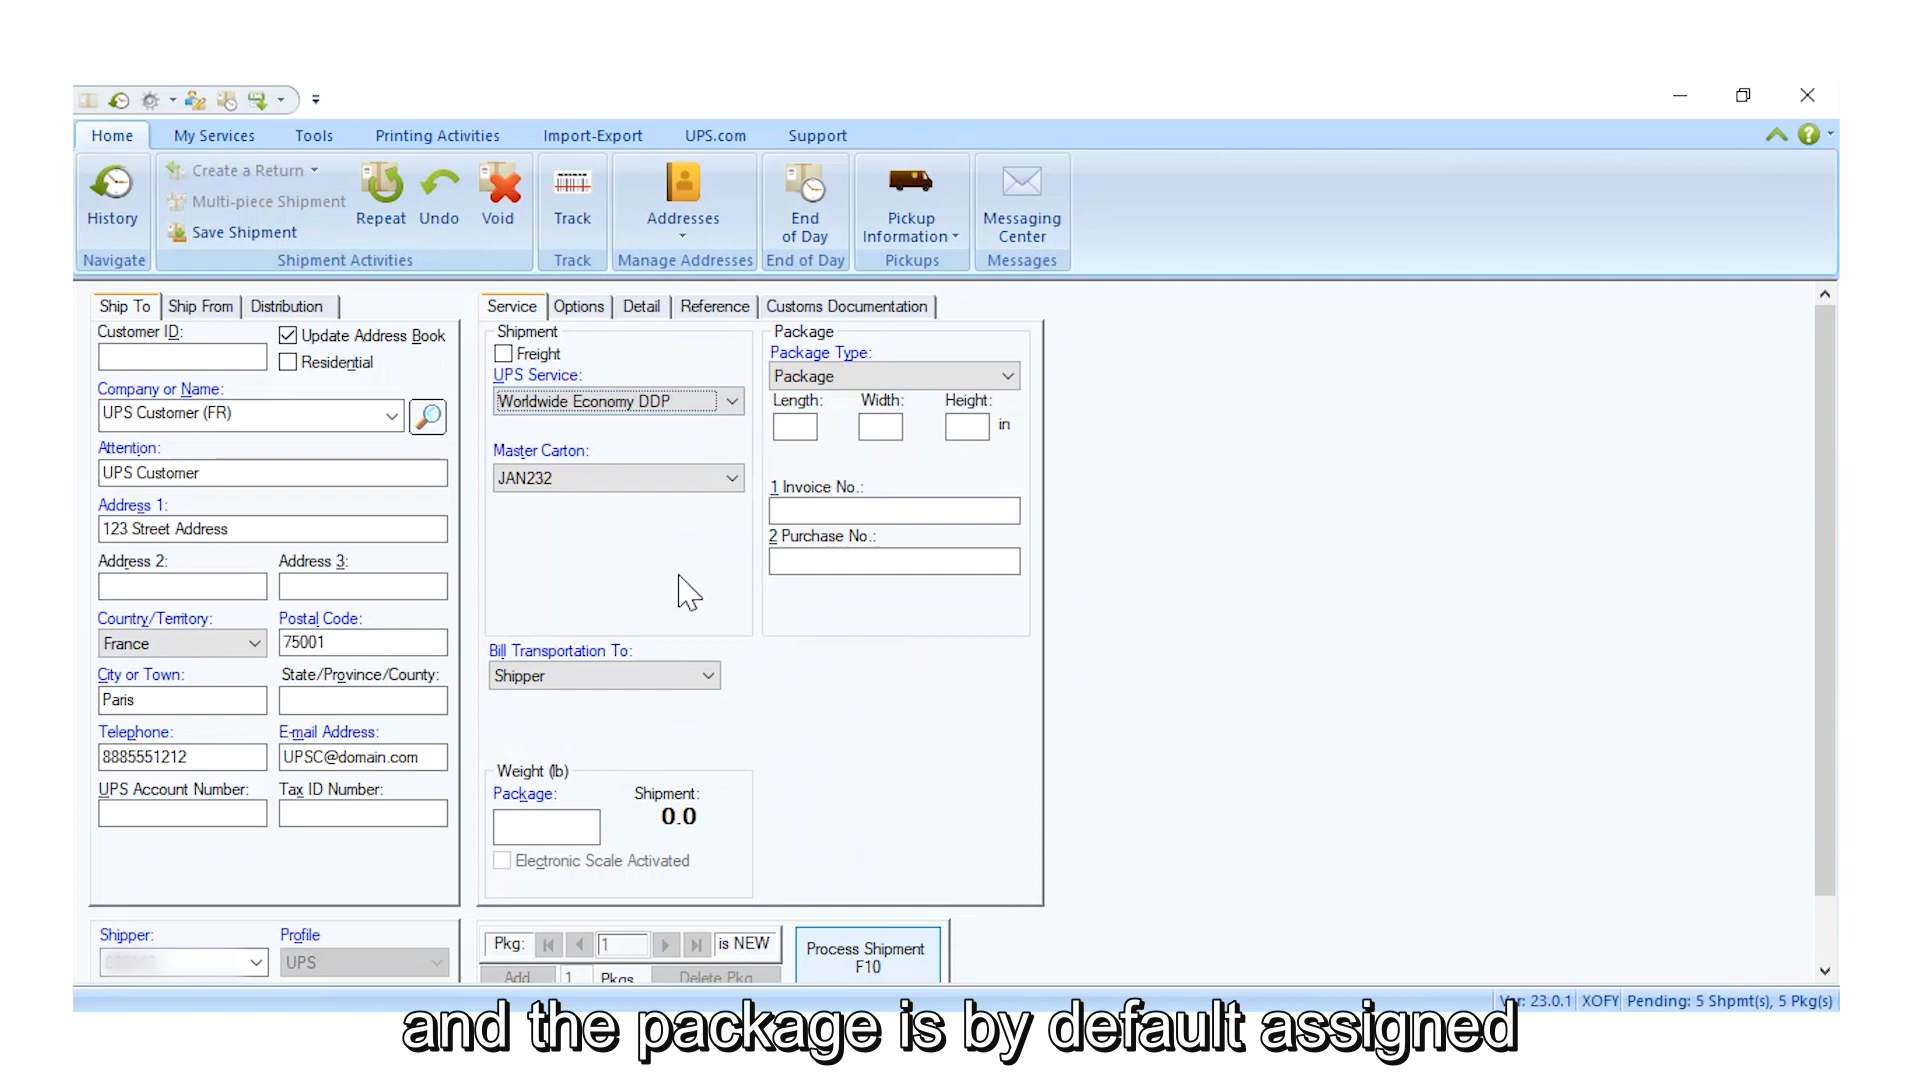 Home My Services Tools Printing Activities Import-Export UPS.com Support
History
Create a Return
Multi-piece Shipment
Save Shipment
Repeat Undo Void
Track
Addresses
End
of Day
Pickup
Information
Messaging
Center
Navigate Shipment Activities Track Manage Addresses End of Day Pickups Messages
Ship To Ship From Distribution
Customer ID:
Update Address Book
Residential
Company or Name:
UPS Customer (FR)
Attention:
UPS Customer
Address 1:
123 Street Address
Address 2: Address 3:
Country/Territory: Postal Code:
France 75001
City or Town: State/Province/County:
Paris
Telephone: E-mail Address:
8885551212 UPSC@domain.com
UPS Account Number: Tax ID Number:
Shipper: Profile
UPS
Service Options Detail Reference Customs Documentation
Shipment
Freight
UPS Service:
Worldwide Economy DDP
Master Carton:
JAN232
Package
Package Type:
Package
Length: Width: Height:
in
1 Invoice No.:
2 Purchase No.:
Bill Transportation To:
Shipper
Weight (lb)
Package: Shipment:
0.0
Electronic Scale Activated
Pkg: 1 is NEW
Add 1 Pkgs Delete Pkg
Process Shipment
F10
Ver: 23.0.1 XOFY Pending: 5 Shpmt(s), 5 Pkg(s)
and the package is by default assigned